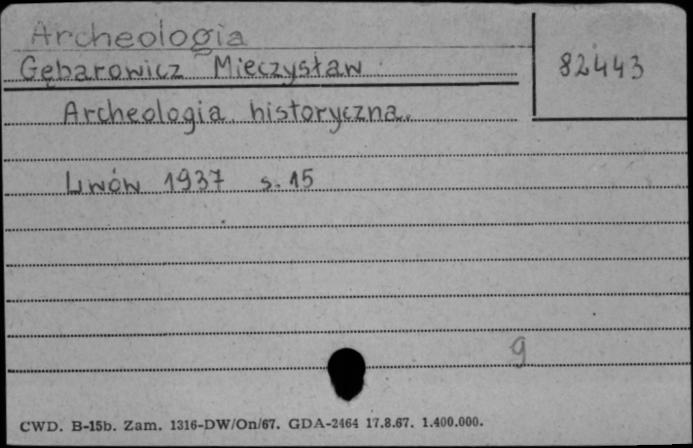 Archeologia
Gębarowicz Mieczysław
82443
Archeologia historyczna.
Lwów 1937 s. 15
g
CWD. B-15b. Zam. 1316-DW/On/67. GDA-2464 17.8.67. 1.400.000.